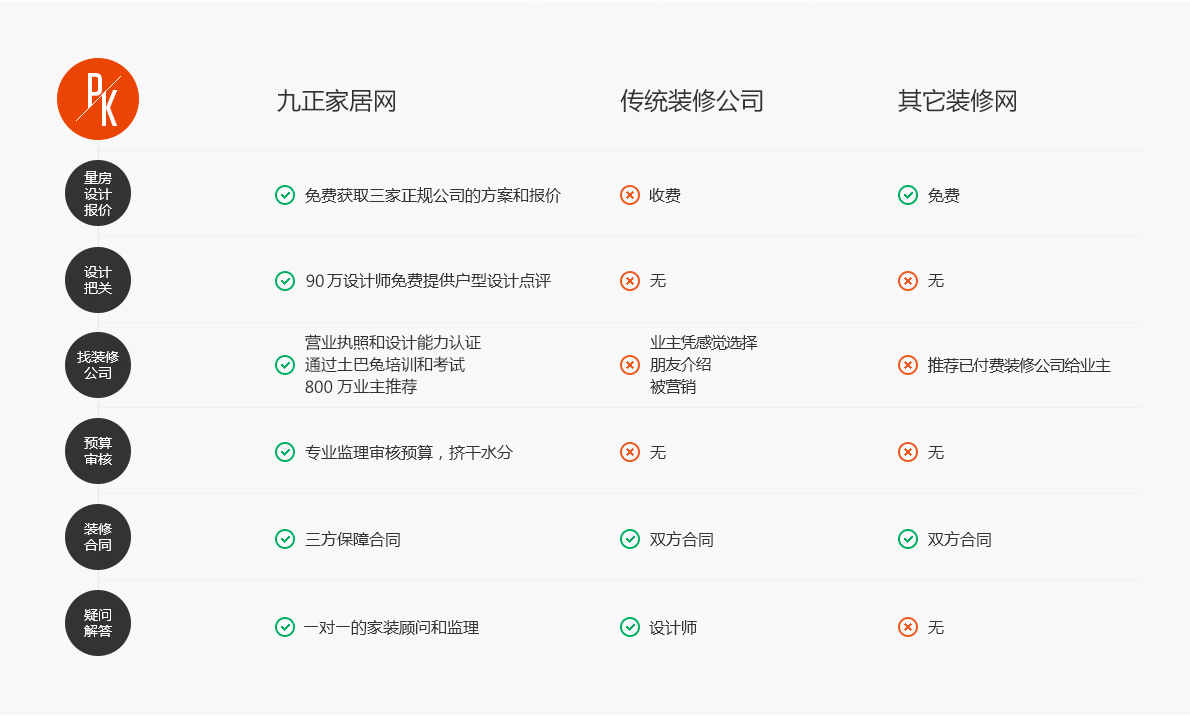 PK
九正家居网
传统装修公司
其它装修网
量房
设计
报价
免费获取三家正规公司的方案和报价
收费
免费
设计
把关
90万设计师免费提供户型设计点评
无
无
找装修
公司
营业执照和设计能力认证
通过土巴兔培训和考试
800 万业主推荐
业主凭感觉选择
朋友介绍
被营销
推荐已付费装修公司给业主
预算
审核
专业监理审核预算，挤干水分
无
无
装修
合同
三方保障合同
双方合同
双方合同
疑问
解答
一对一的家装顾问和监理
设计师
无